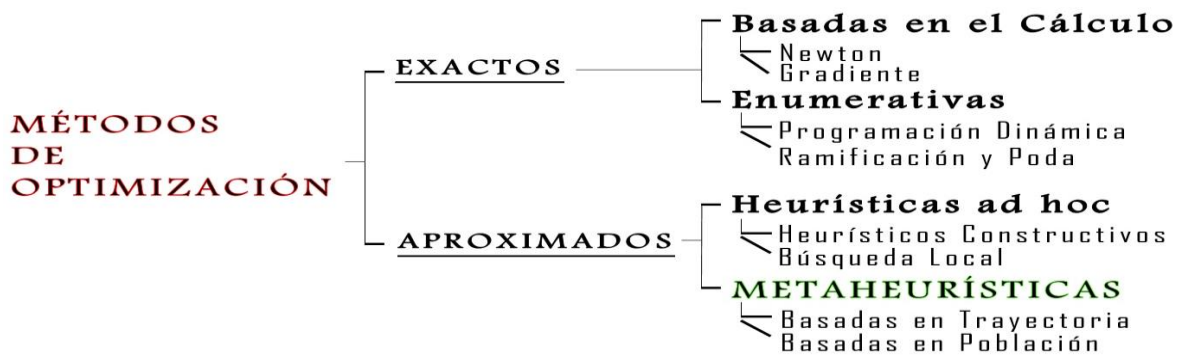 MÉTODOS
DE
OPTIMIZACIÓN
EXACTOS
Basadas en el Cálculo
Newton
Gradiente
Enumerativas
Programación Dinámica
Ramificación y Poda
APROXIMADOS
Heurísticas ad hoc
Heurísticos Constructivos
Búsqueda Local
METAHEURÍSTICAS
Basadas en Trayectoria
Basadas en Población